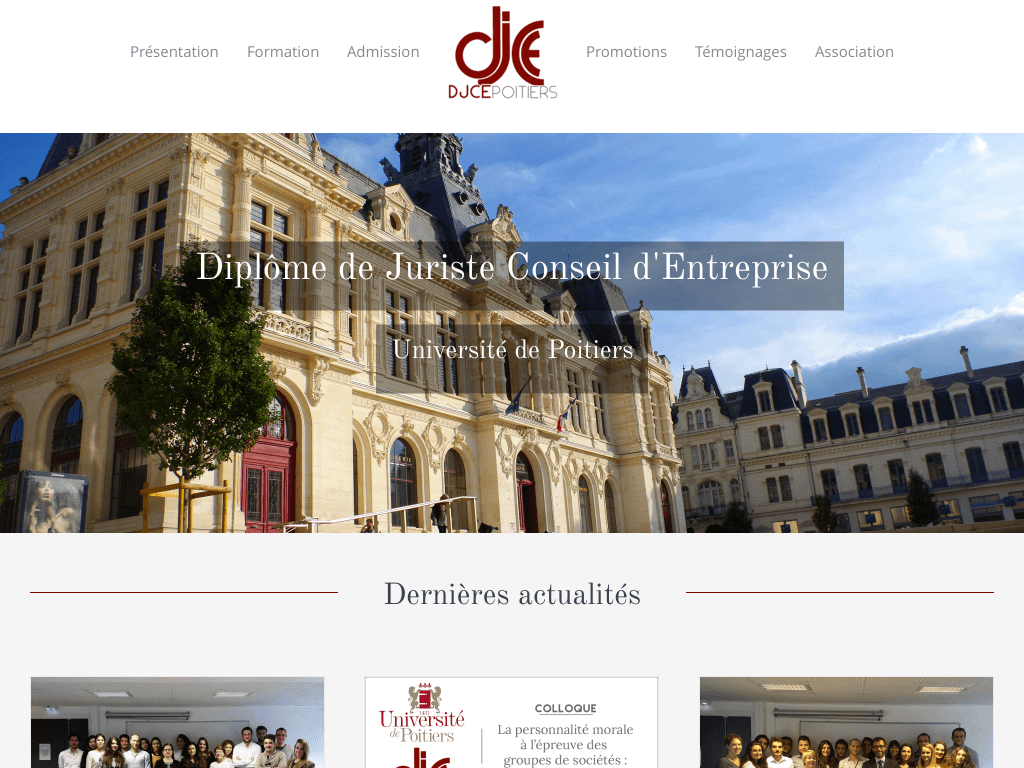 Présentation
Formation
Admission
DJCEPOITIERS
Promotions
Témoignages
Association
Diplôme de Juriste Conseil d'Entreprise
Université de Poitiers
Dernières actualités
1431
Université
de Poitiers
COLLOQUE
La personnalité morale
à l'épreuve des
groupes de sociétés :